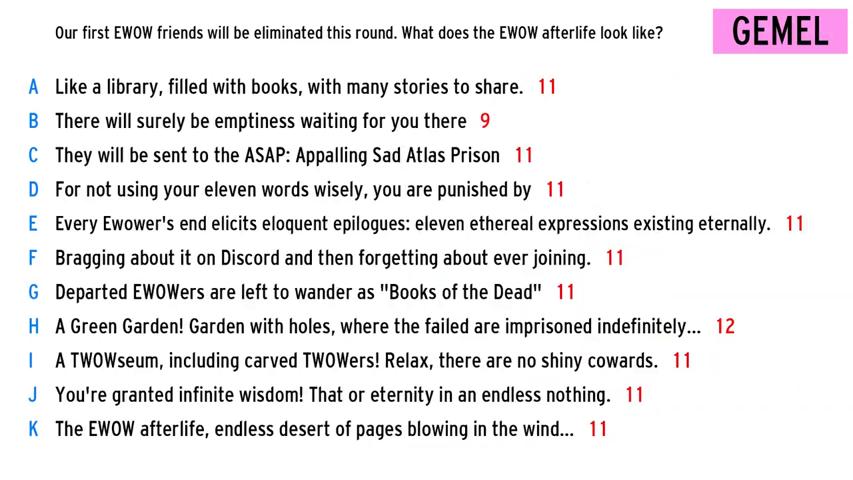 Our first EWOW friends will be eliminated this round. What does the EWOW afterlife look like?
GEMEL
A Like a library, filled with books, with many stories to share. 11
B There will surely be emptiness waiting for you there 9
C They will be sent to the ASAP: Appalling Sad Atlas Prison 11
D For not using your eleven words wisely, you are punished by 11
E Every Ewower's end elicits eloquent epilogues: eleven ethereal expressions existing eternally. 11
F Bragging about it on Discord and then forgetting about ever joining. 11
G Departed EWOWers are left to wander as "Books of the Dead" 11
H A Green Garden! Garden with holes, where the failed are imprisoned indefinitely... 12
I A TWOWseum, including carved TWOWers! Relax, there are no shiny cowards. 11
J You're granted infinite wisdom! That or eternity in an endless nothing. 11
K The EWOW afterlife, endless desert of pages blowing in the wind... 11